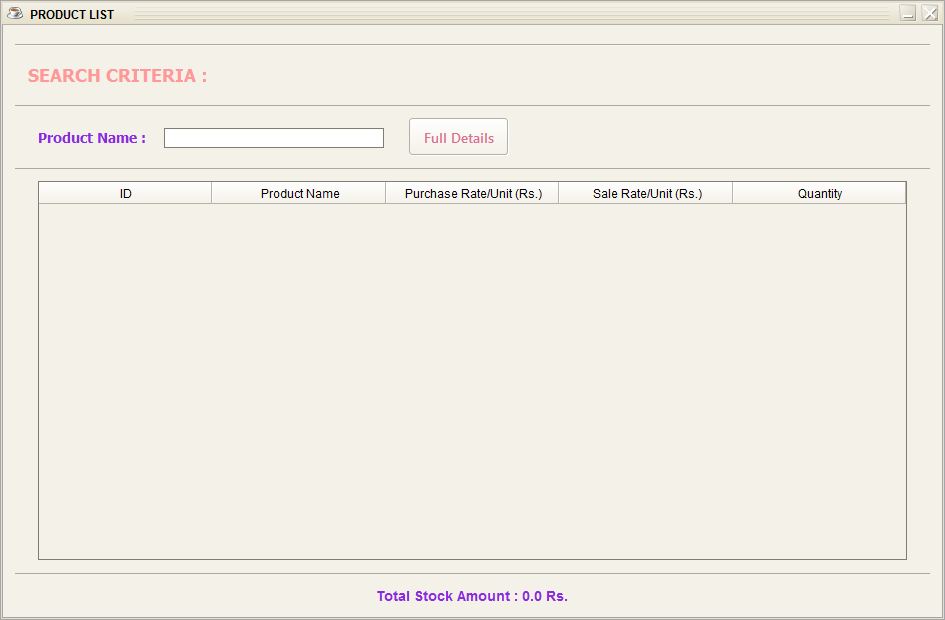 PRODUCT LIST
SEARCH CRITERIA :
Product Name :
Full Details
ID Product Name Purchase Rate/Unit (Rs.) Sale Rate/Unit (Rs.) Quantity
Total Stock Amount : 0.0 Rs.